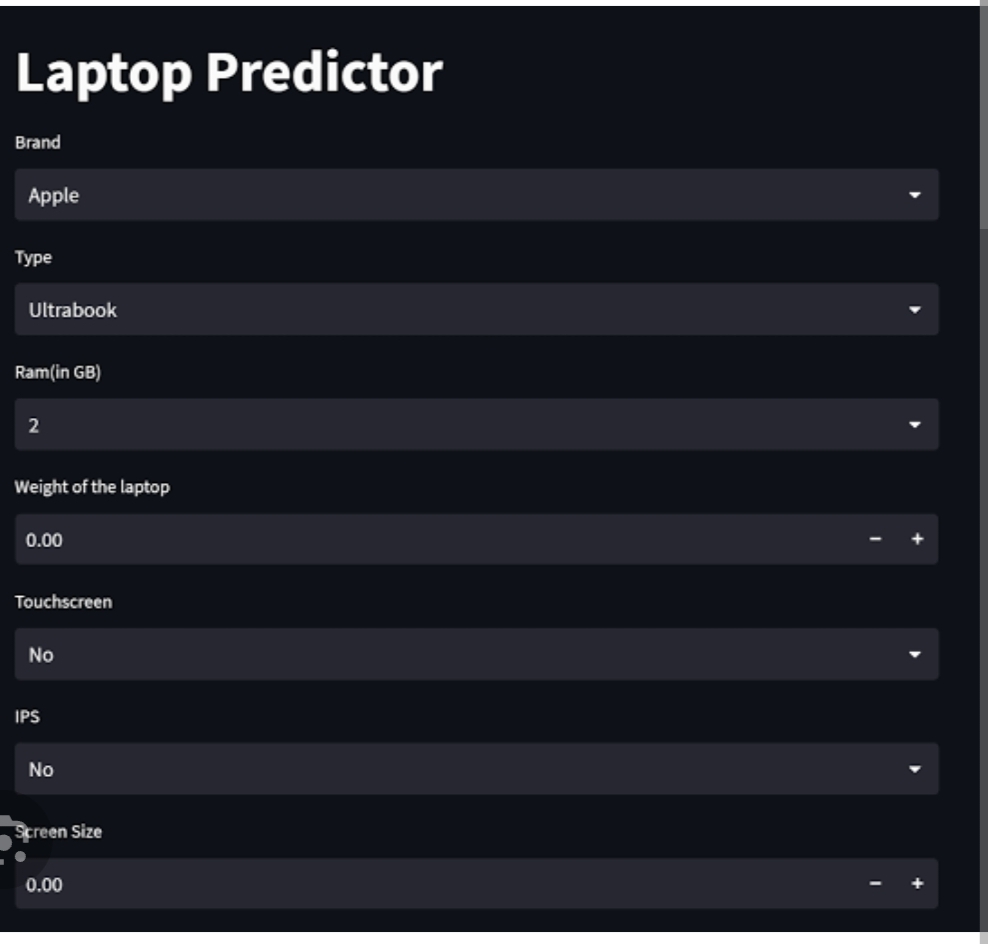 Laptop Predictor
Brand
Apple
Type
Ultrabook
Ram(in GB)
2
Weight of the laptop
0.00
− +
Touchscreen
No
IPS
No
Screen Size
0.00
− +